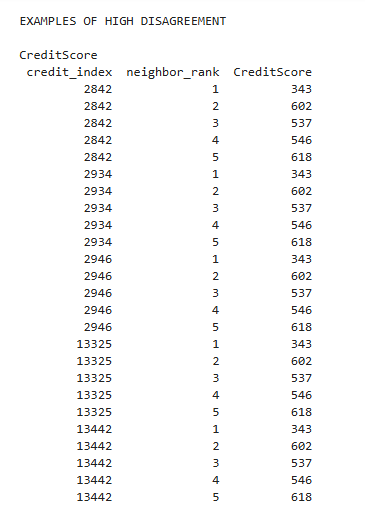 EXAMPLES OF HIGH DISAGREEMENT
CreditScore
credit_index neighbor_rank CreditScore
2842 1 343
2842 2 602
2842 3 537
2842 4 546
2842 5 618
2934 1 343
2934 2 602
2934 3 537
2934 4 546
2934 5 618
2946 1 343
2946 2 602
2946 3 537
2946 4 546
2946 5 618
13325 1 343
13325 2 602
13325 3 537
13325 4 546
13325 5 618
13442 1 343
13442 2 602
13442 3 537
13442 4 546
13442 5 618